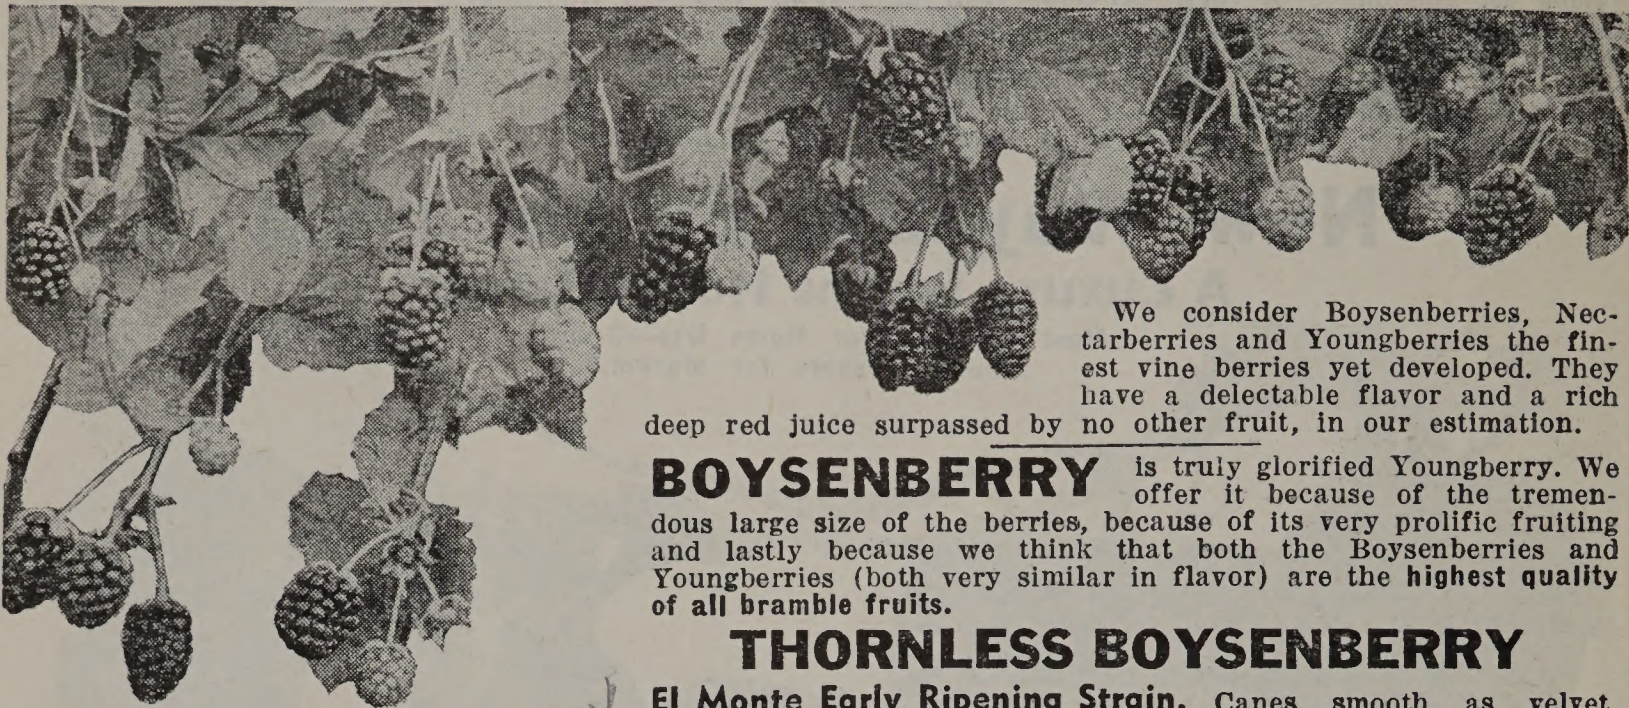 We consider Boysenberries, Nec-
tarberries and Youngberries the fin-
est vine berries yet developed. They
have a delectable flavor and a rich
deep red juice surpassed by no other fruit, in our estimation.
BOYSENBERRY is truly glorified Youngberry. We
offer it because of the tremen-
dous large size of the berries, because of its very prolific fruiting
and lastly because we think that both the Boysenberries and
Youngberries (both very similar in flavor) are the highest quality
of all bramble fruits.
THORNLESS BOYSENBERRY
El Monte Early Ripening Strain. Canes smooth as velvet,